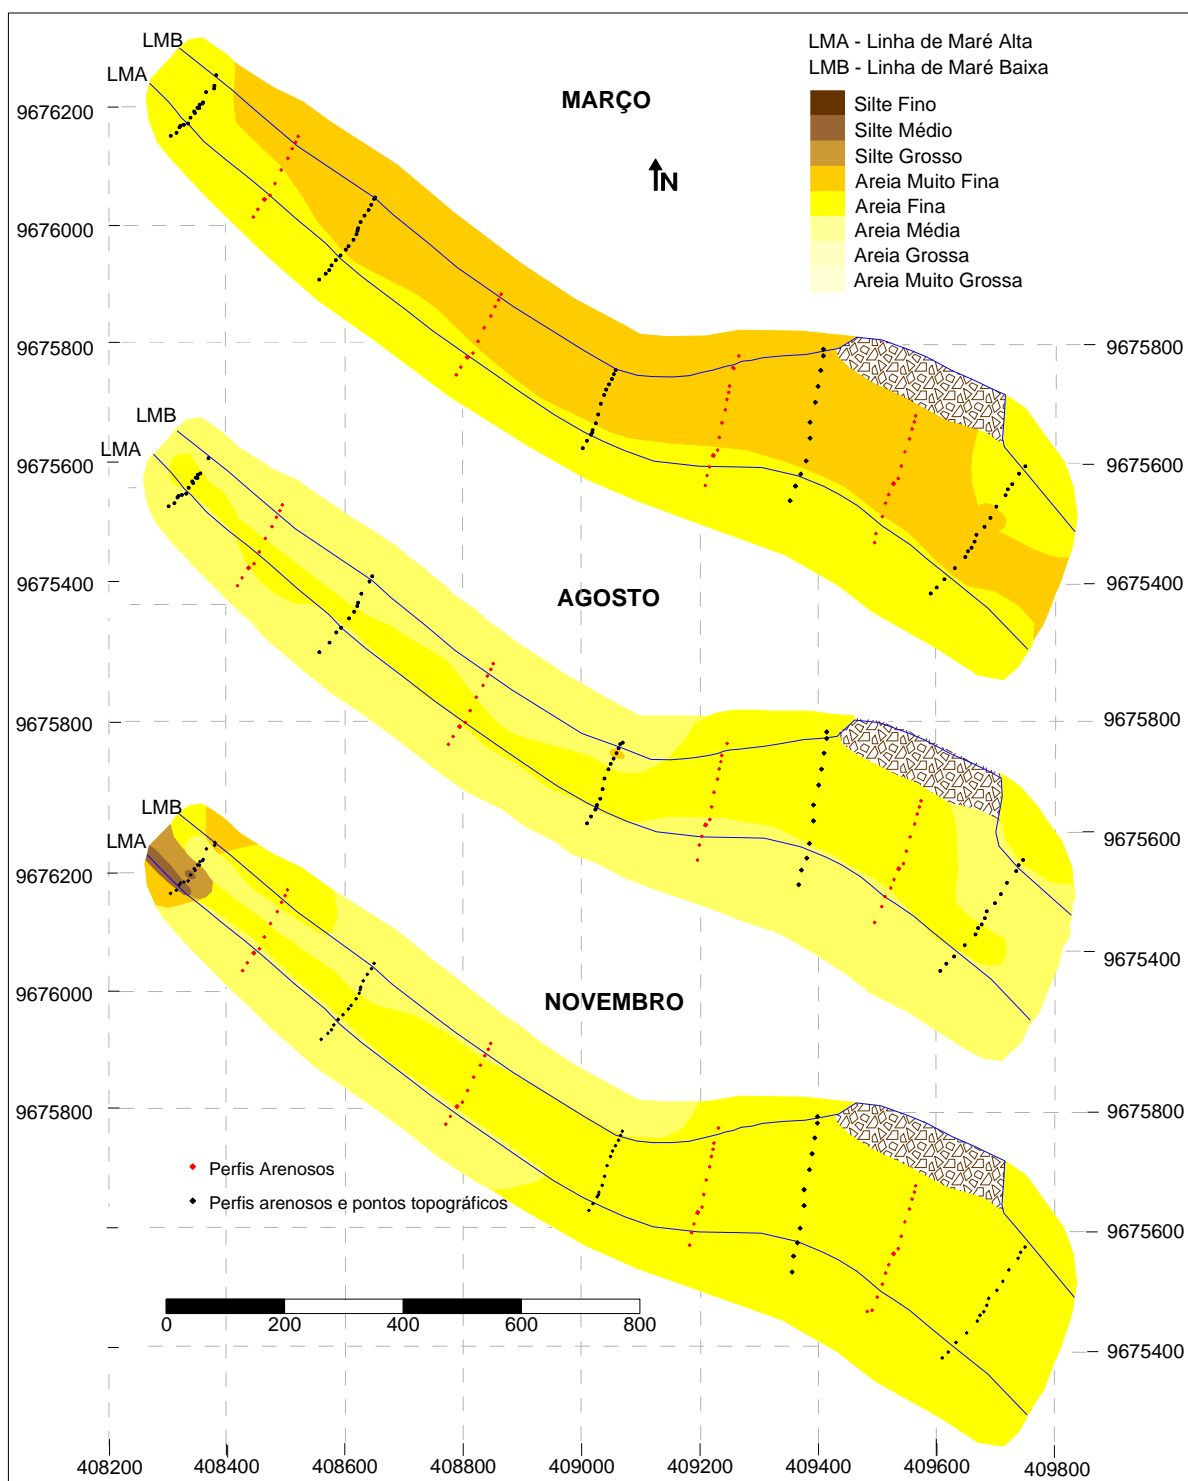 LMA - Linha de Maré Alta
LMB - Linha de Maré Baixa
Silte Fino
Silte Médio
Silte Grosso
Areia Muito Fina
Areia Fina
Areia Média
Areia Grossa
Areia Muito Grossa
MARÇO
N
LMB
LMA
9676200
9676000
9675800
9675600
9675400
9675800
9675600
9675400
AGOSTO
LMB
LMA
9675800
9675800
9675600
9675400
NOVEMBRO
LMB
LMA
9676200
9676000
9675800
9675800
9675600
9675400
Perfis Arenosos
Perfis arenosos e pontos topográficos
0 200 400 600 800
408200 408400 408600 408800 409000 409200 409400 409600 409800